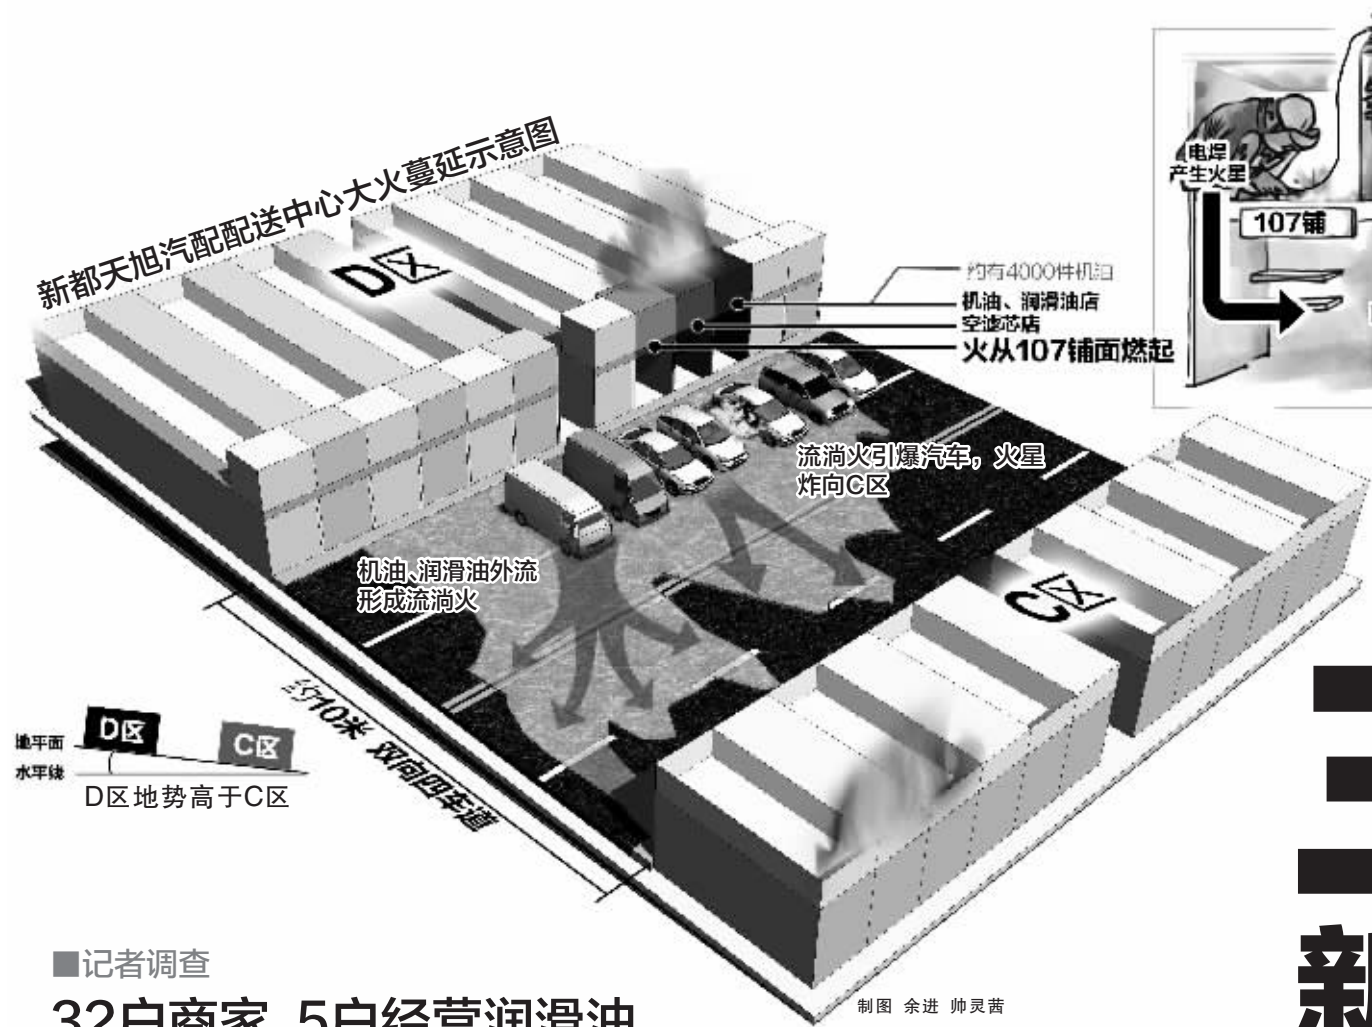 新都天旭汽配配送中心大火蔓延示意图
D区
电焊
产生火星
107铺
约有4000件机油
机油、润滑油店
空滤芯店
火从107铺面燃起
流淌火引爆汽车，火星
炸向C区
机油、润滑油外流
形成流淌火
C区
约10米 双向四车道
D区
C区
地平面
水平线
D区地势高于C区
■记者调查
32户商家 5户经营润滑油
制图 余进 帅灵茜